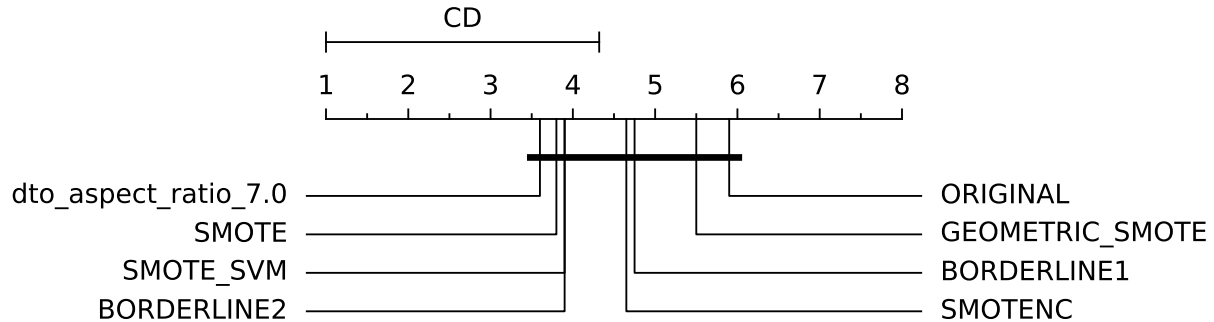 CD
1 2 3 4 5 6 7 8
dto_aspect_ratio_7.0 ORIGINAL
SMOTE GEOMETRIC_SMOTE
SMOTE_SVM BORDERLINE1
BORDERLINE2 SMOTENC